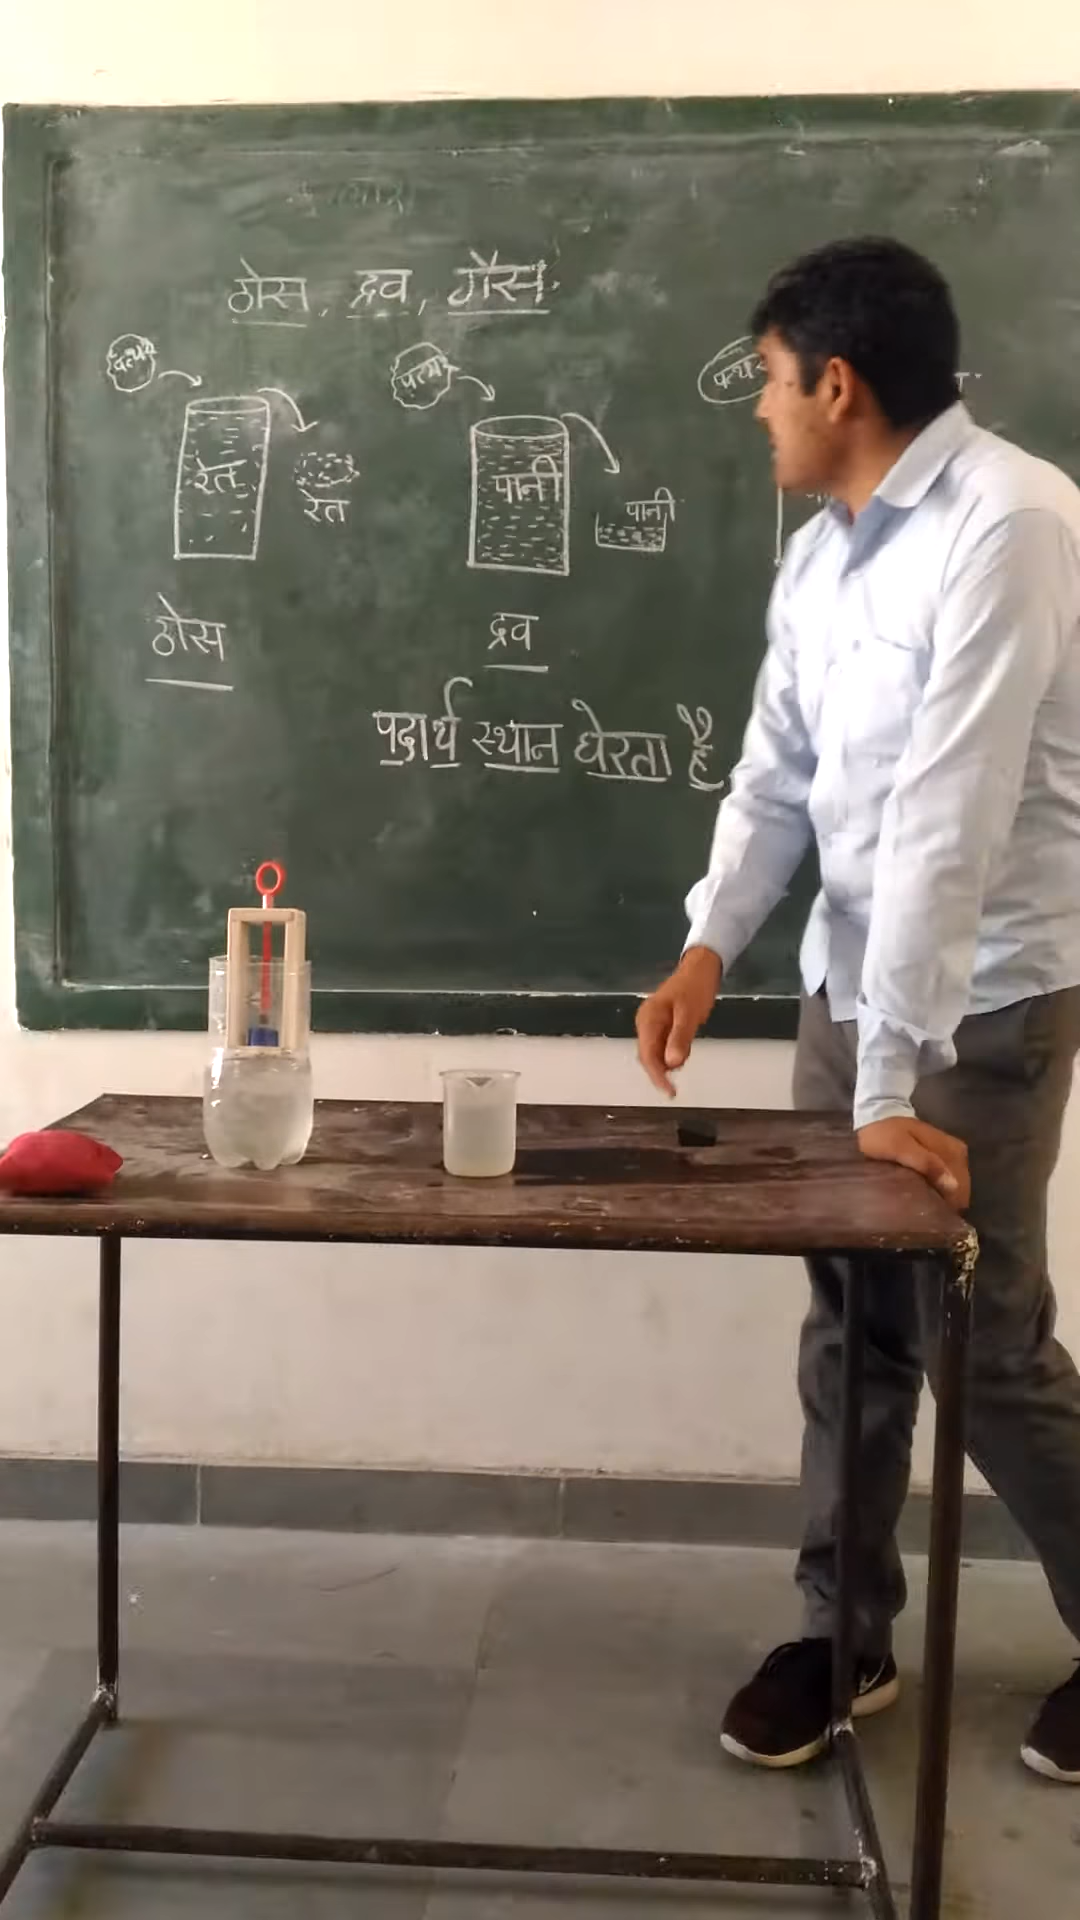 ठोस, द्रव, गैस.
पत्थर
पत्थर
पत्थर
रेत
रेत
पानी
पानी
ठोस
द्रव
पदार्थ स्थान घेरता है